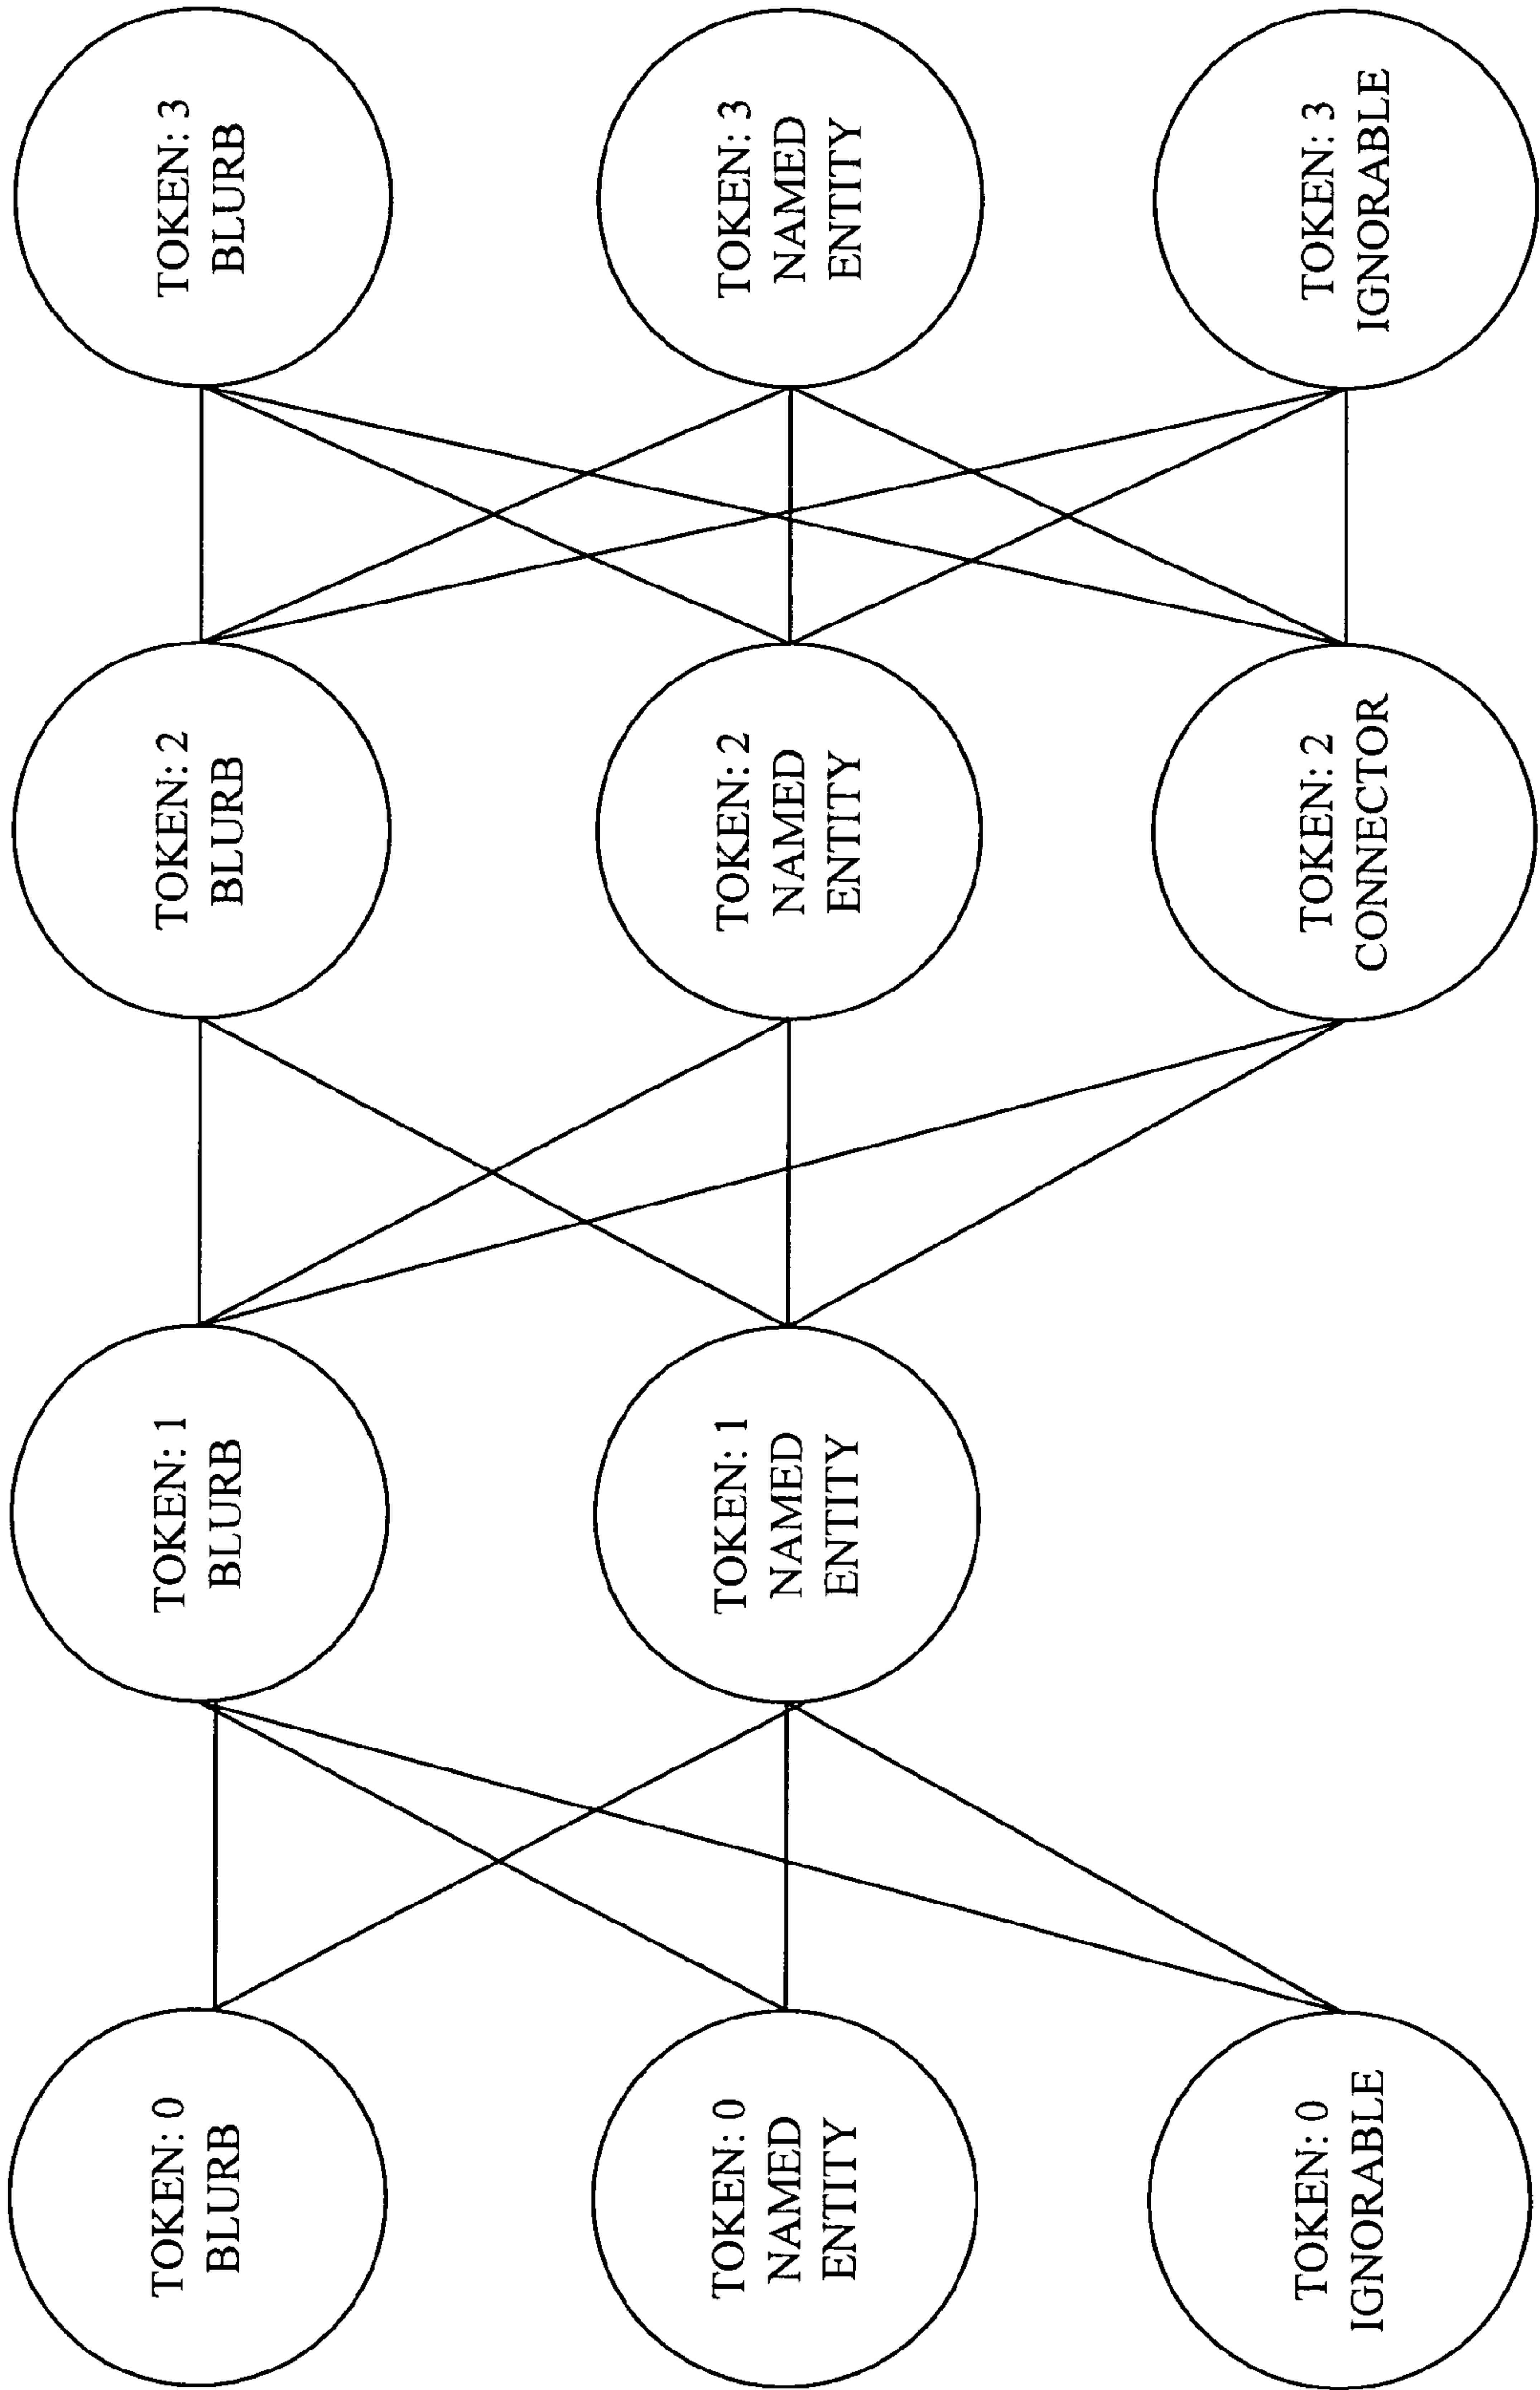 TOKEN: 0
BLURB
TOKEN: 1
BLURB
TOKEN: 2
BLURB
TOKEN: 3
BLURB
TOKEN: 0
NAMED
ENTITY
TOKEN: 1
NAMED
ENTITY
TOKEN: 2
NAMED
ENTITY
TOKEN: 3
NAMED
ENTITY
TOKEN: 0
IGNORABLE
TOKEN: 2
CONNECTOR
TOKEN: 3
IGNORABLE